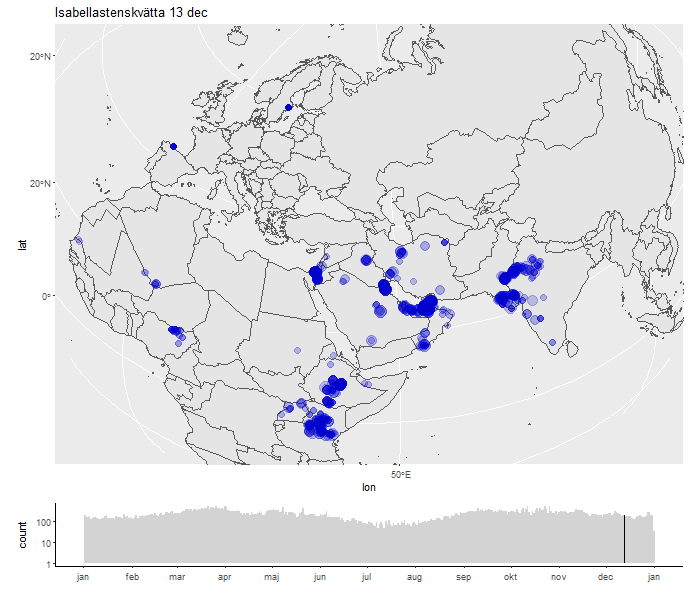 Isabellastenskvätta 13 dec
20°N
20°N
0°
lat
50°E
lon
count
100
10
1
jan feb mar apr maj jun jul aug sep okt nov dec jan